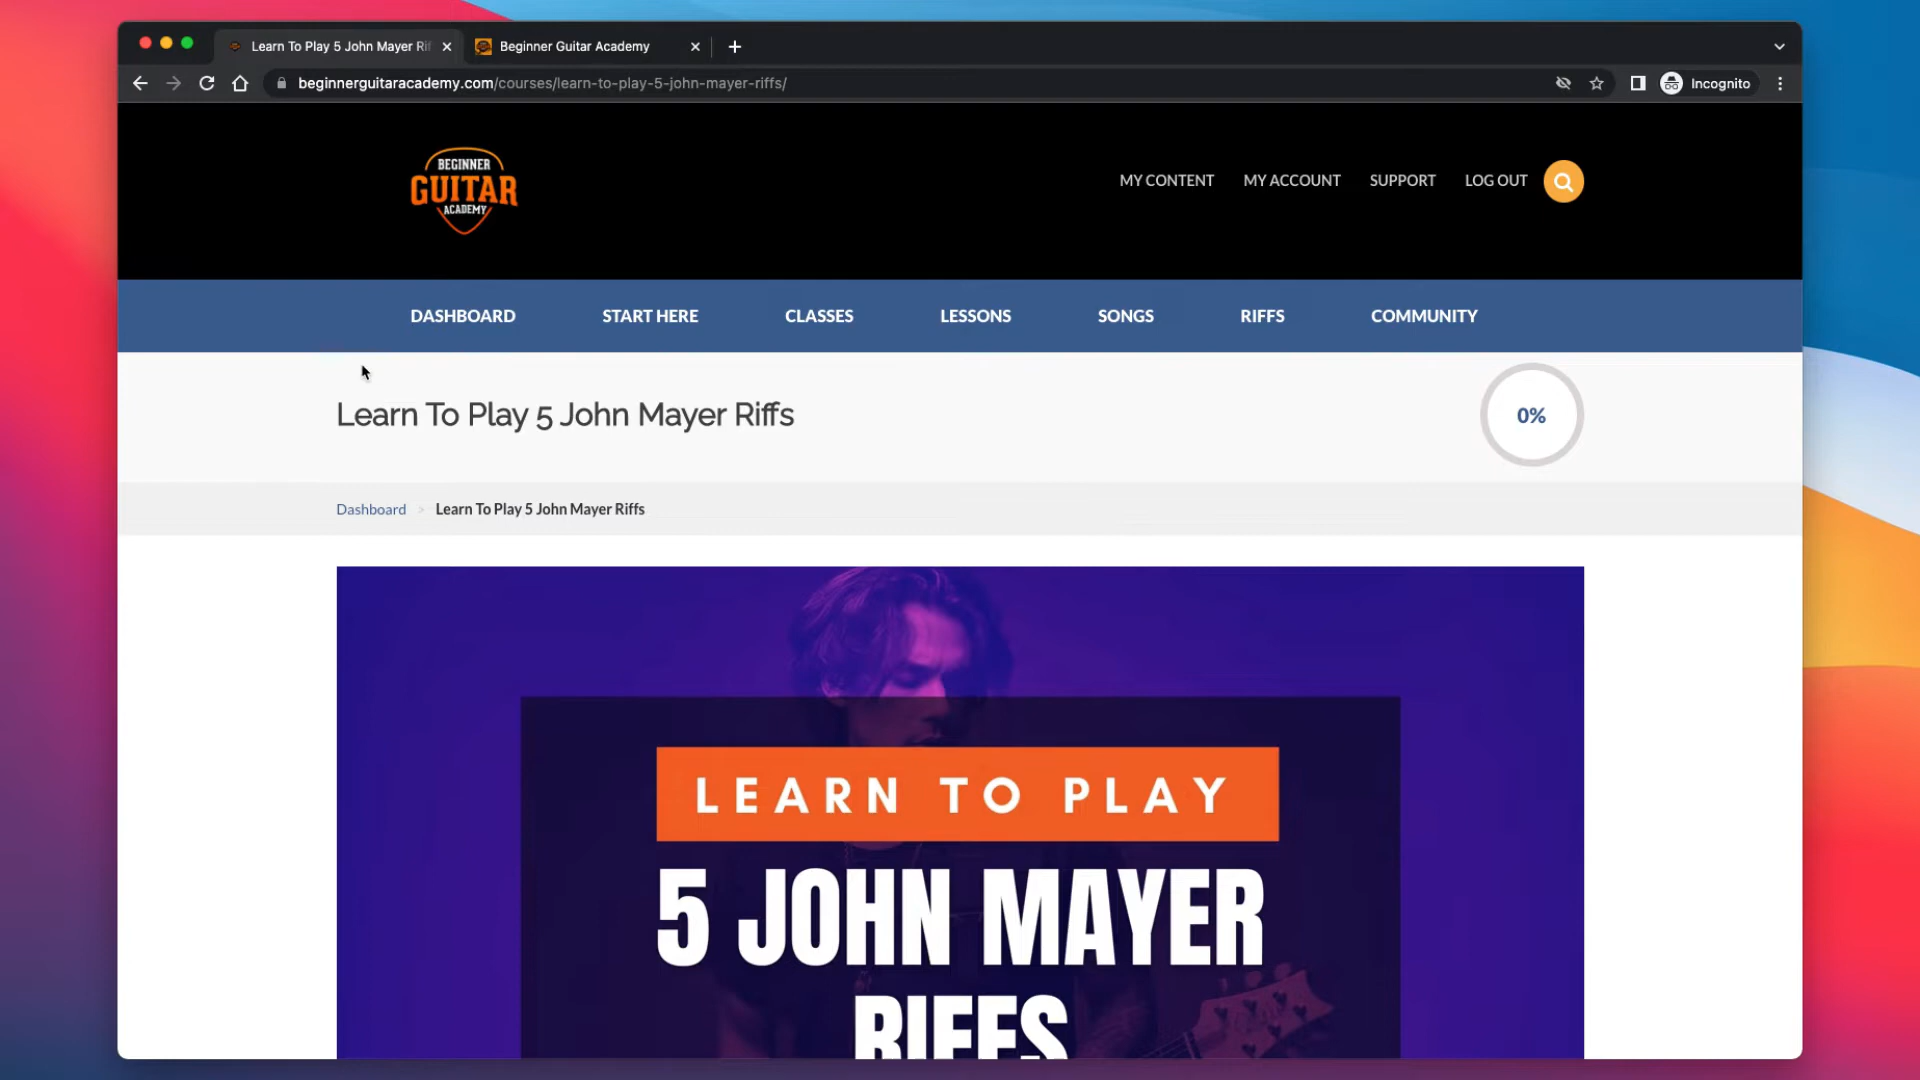 Learn To Play 5 John Mayer Rif
Beginner Guitar Academy
beginnerguitaracademy.com/courses/learn-to-play-5-john-mayer-riffs/
Incognito
BEGINNER
GUITAR
ACADEMY
MY CONTENT
MY ACCOUNT
SUPPORT
LOG OUT
DASHBOARD
START HERE
CLASSES
LESSONS
SONGS
RIFFS
COMMUNITY
Learn To Play 5 John Mayer Riffs
0%
Dashboard > Learn To Play 5 John Mayer Riffs
LEARN TO PLAY
5 JOHN MAYER
RIFFS